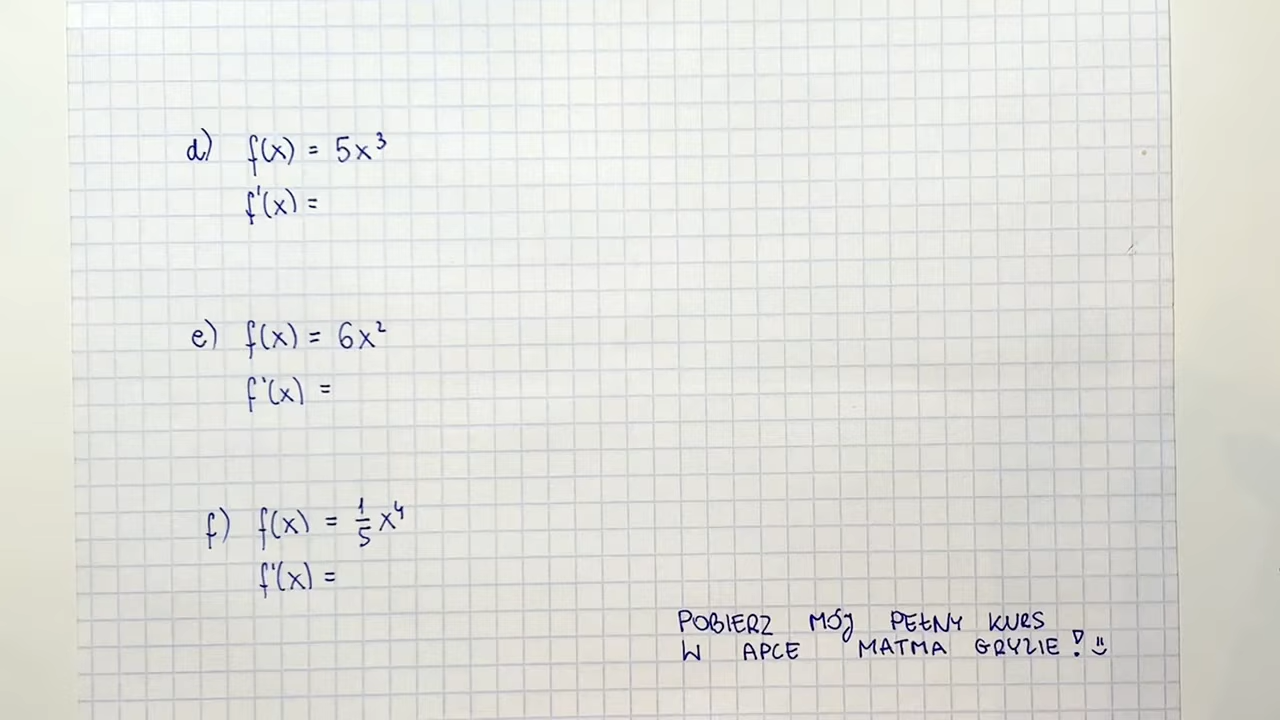 d) f(x) = 5x³
f'(x) =
e) f(x) = 6x²
f'(x) =
f) f(x) = 1/5 x⁴
f'(x) =
POBIERZ MÓJ PEŁNY KURS
W APCE MATMA GRYZIE! :)